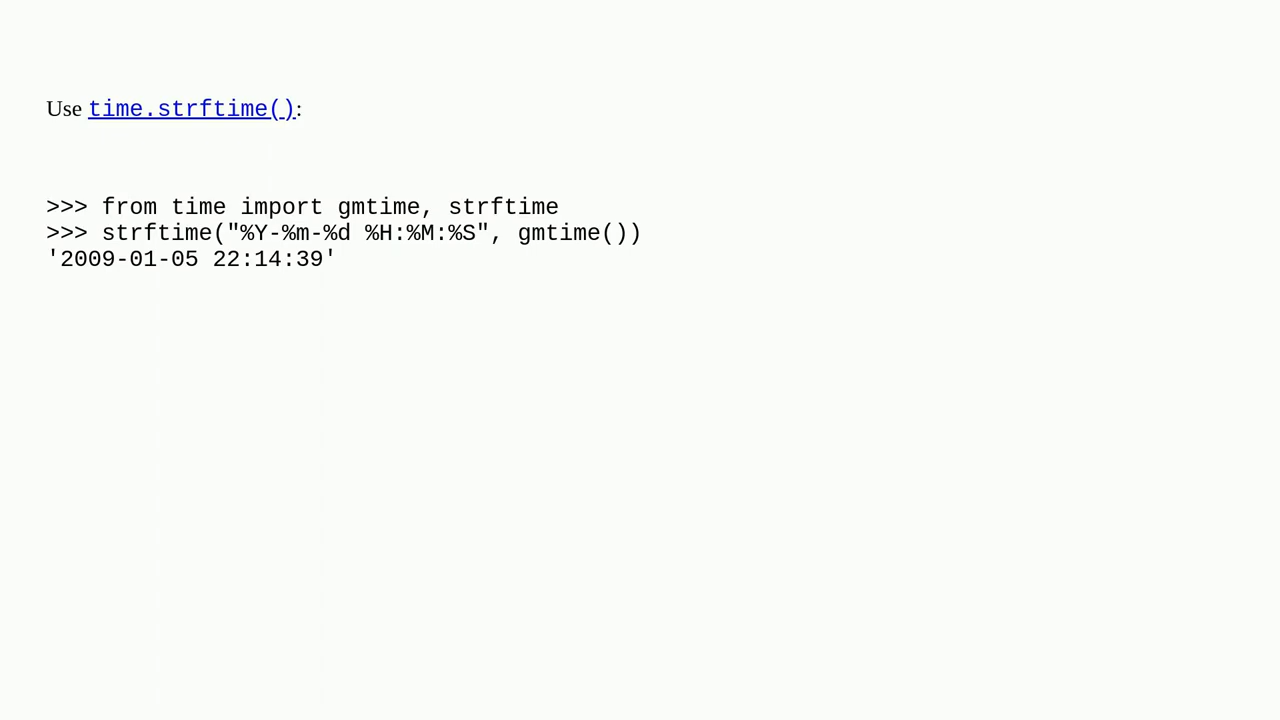 Use time.strftime():
>>> from time import gmtime, strftime
>>> strftime("%Y-%m-%d %H:%M:%S", gmtime())
'2009-01-05 22:14:39'